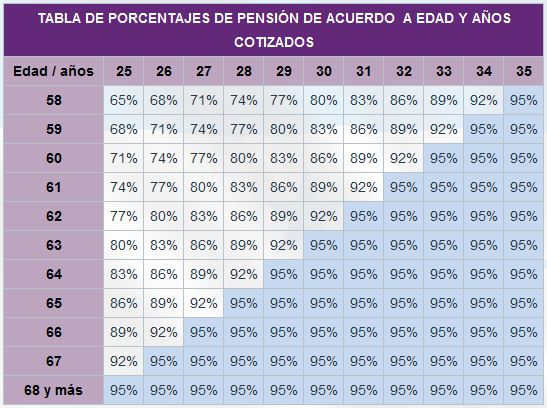 TABLA DE PORCENTAJES DE PENSIÓN DE ACUERDO A EDAD Y AÑOS
COTIZADOS
Edad / años 25 26 27 28 29 30 31 32 33 34 35
58 65% 68% 71% 74% 77% 80% 83% 86% 89% 92% 95%
59 68% 71% 74% 77% 80% 83% 86% 89% 92% 95% 95%
60 71% 74% 77% 80% 83% 86% 89% 92% 95% 95% 95%
61 74% 77% 80% 83% 86% 89% 92% 95% 95% 95% 95%
62 77% 80% 83% 86% 89% 92% 95% 95% 95% 95% 95%
63 80% 83% 86% 89% 92% 95% 95% 95% 95% 95% 95%
64 83% 86% 89% 92% 95% 95% 95% 95% 95% 95% 95%
65 86% 89% 92% 95% 95% 95% 95% 95% 95% 95% 95%
66 89% 92% 95% 95% 95% 95% 95% 95% 95% 95% 95%
67 92% 95% 95% 95% 95% 95% 95% 95% 95% 95% 95%
68 y más 95% 95% 95% 95% 95% 95% 95% 95% 95% 95% 95%